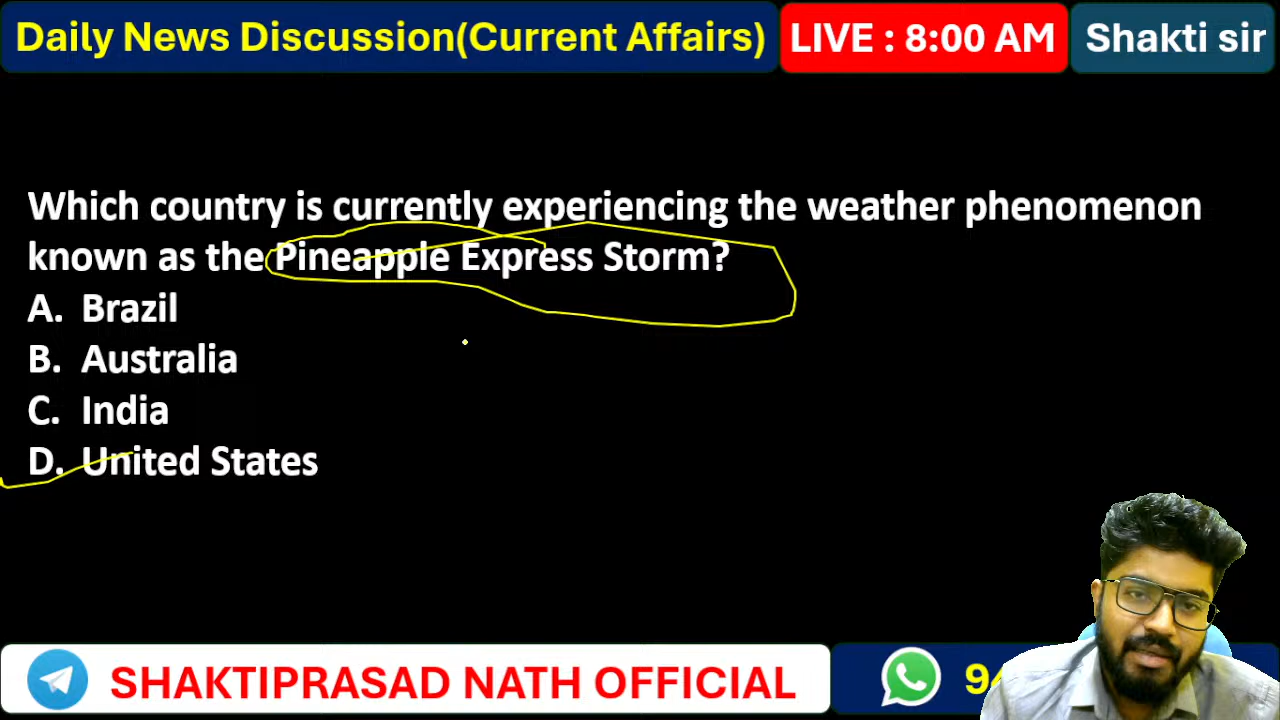 Daily News Discussion(Current Affairs)
LIVE : 8:00 AM
Shakti sir
Which country is currently experiencing the weather phenomenon
known as the Pineapple Express Storm?
A. Brazil
B. Australia
C. India
D. United States
SHAKTIPRASAD NATH OFFICIAL